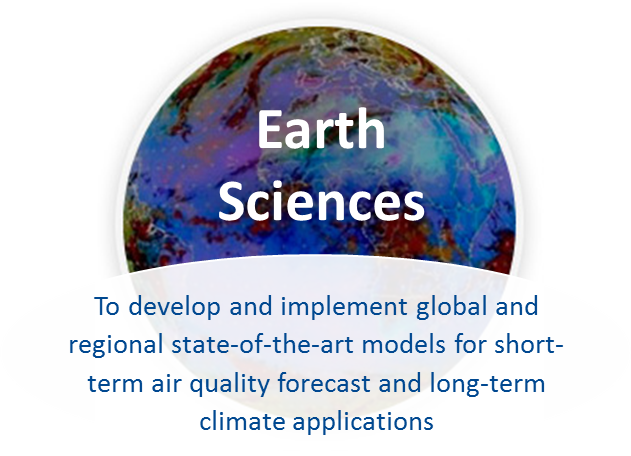 Earth
Sciences
To develop and implement global and
regional state-of-the-art models for short-
term air quality forecast and long-term
climate applications